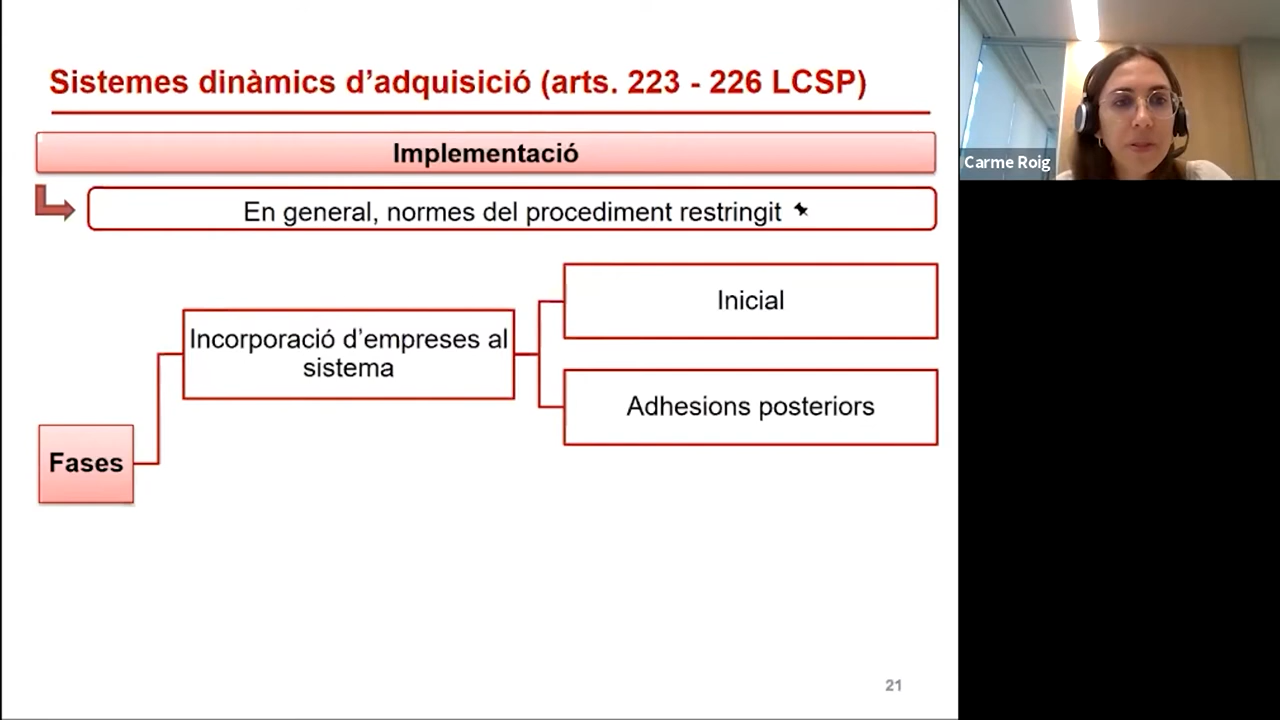 Sistemes dinàmics d’adquisició (arts. 223 - 226 LCSP)
Implementació
En general, normes del procediment restringit
Inicial
Incorporació d’empreses al
sistema
Adhesions posteriors
Fases
21
Carme Roig